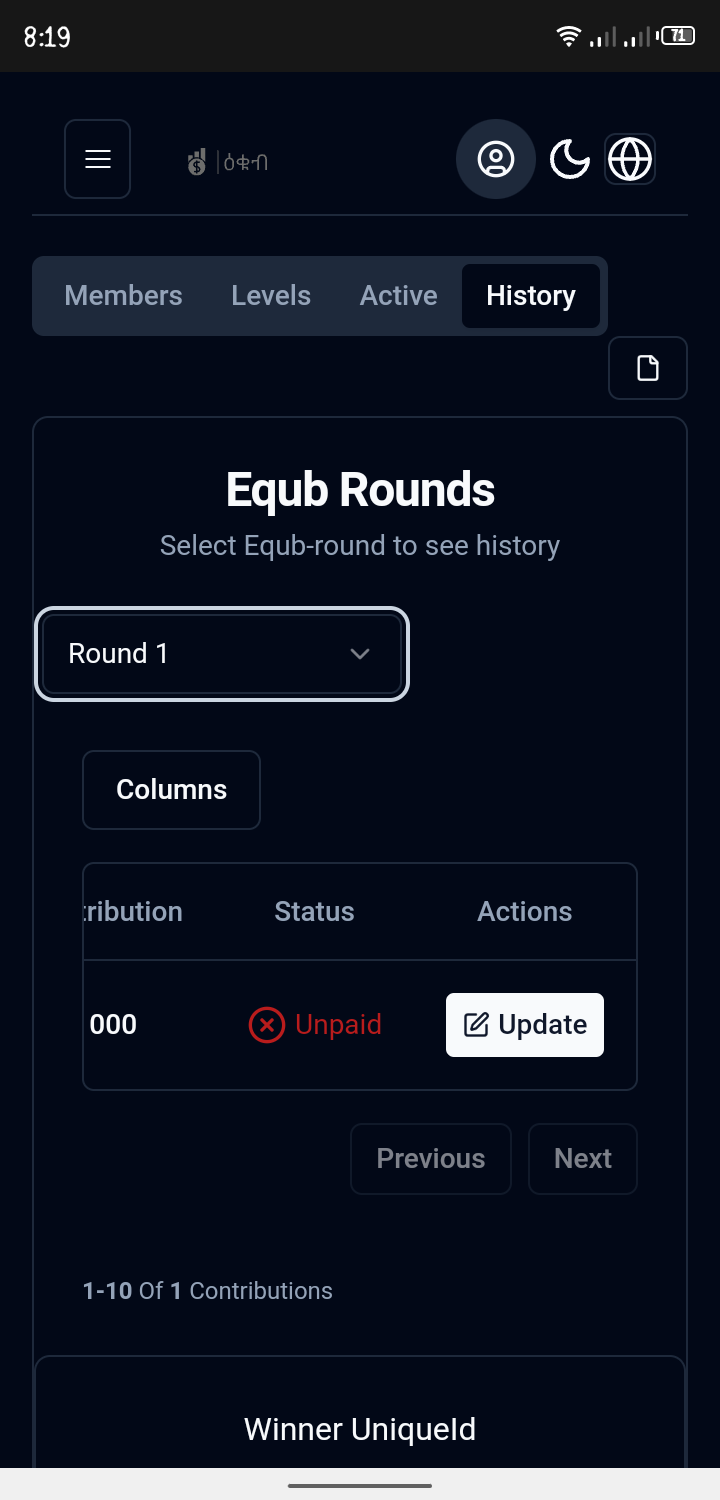 8:19
71
$ ዕቁብ
Members Levels Active History
Equb Rounds
Select Equb-round to see history
Round 1
Columns
tribution Status Actions
000 Unpaid Update
Previous Next
1-10 Of 1 Contributions
Winner UniqueId